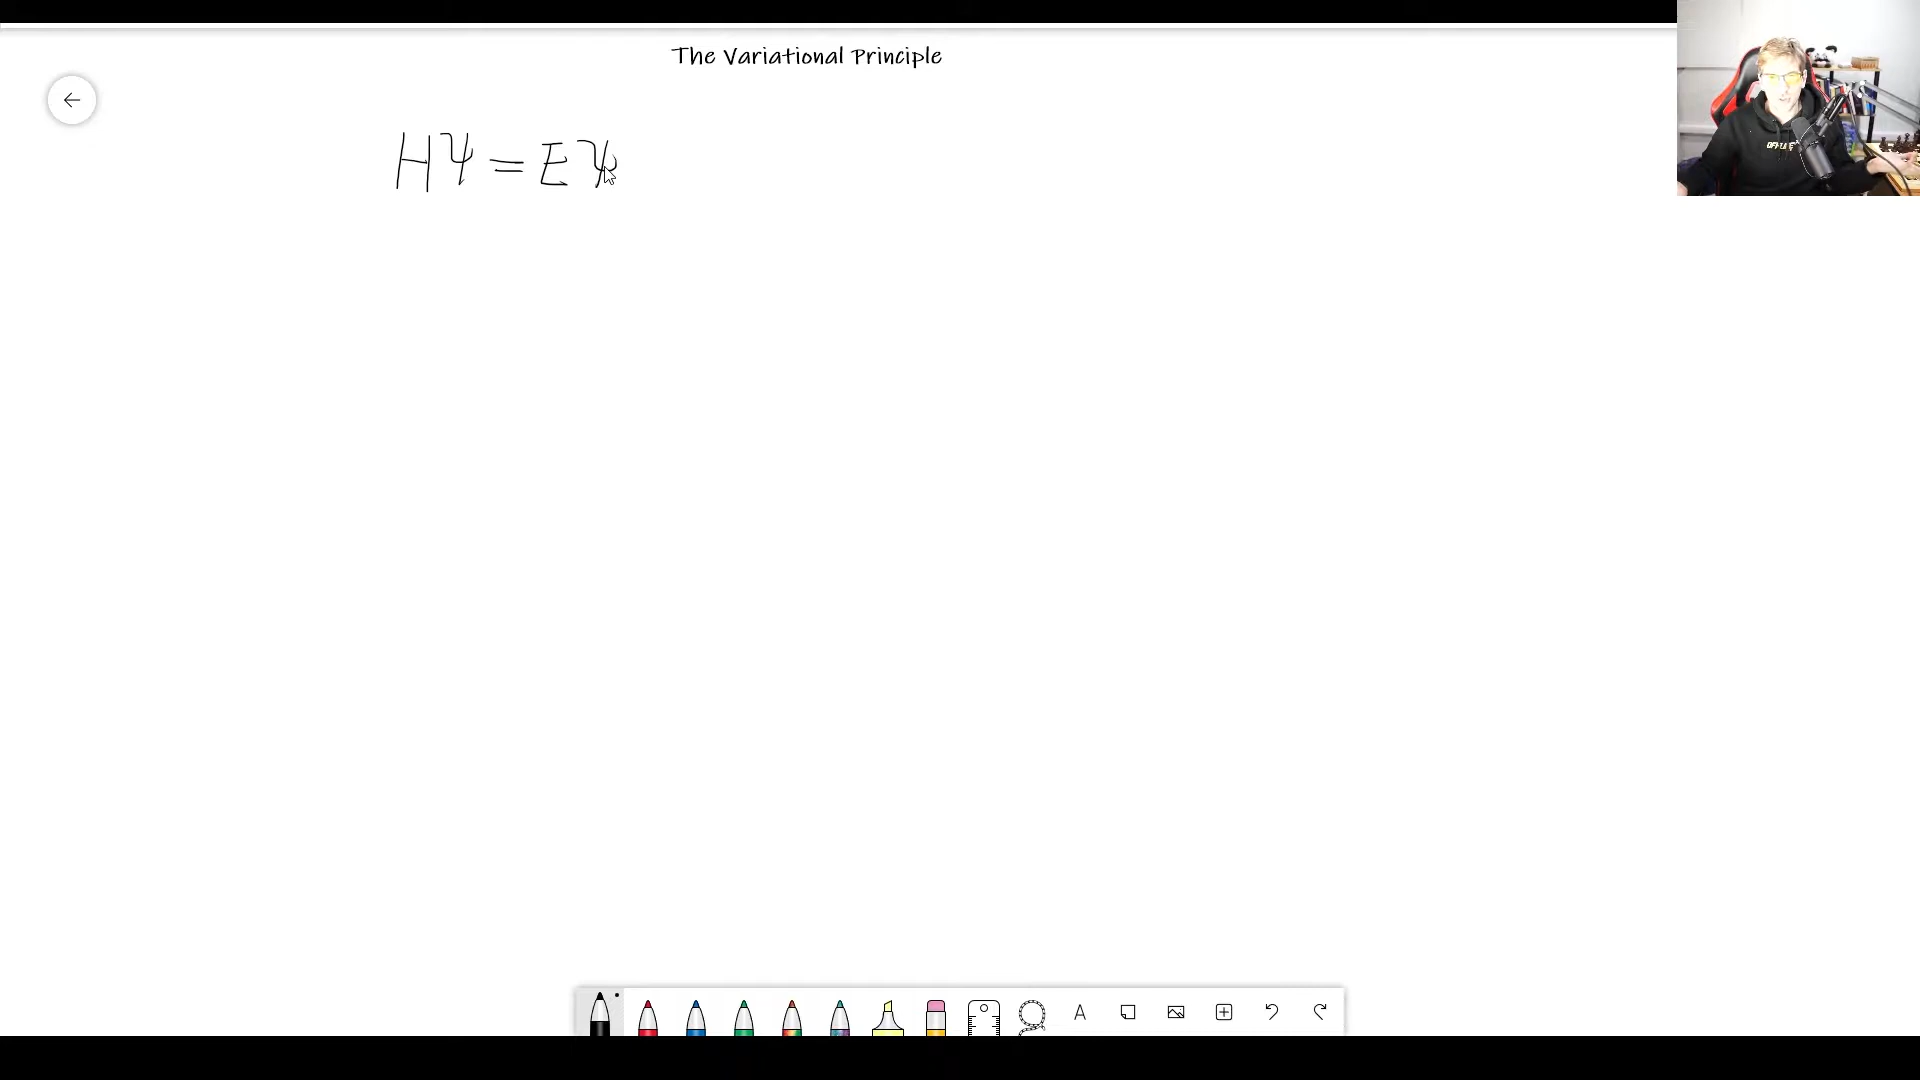 The Variational Principle
HΨ = EΨ